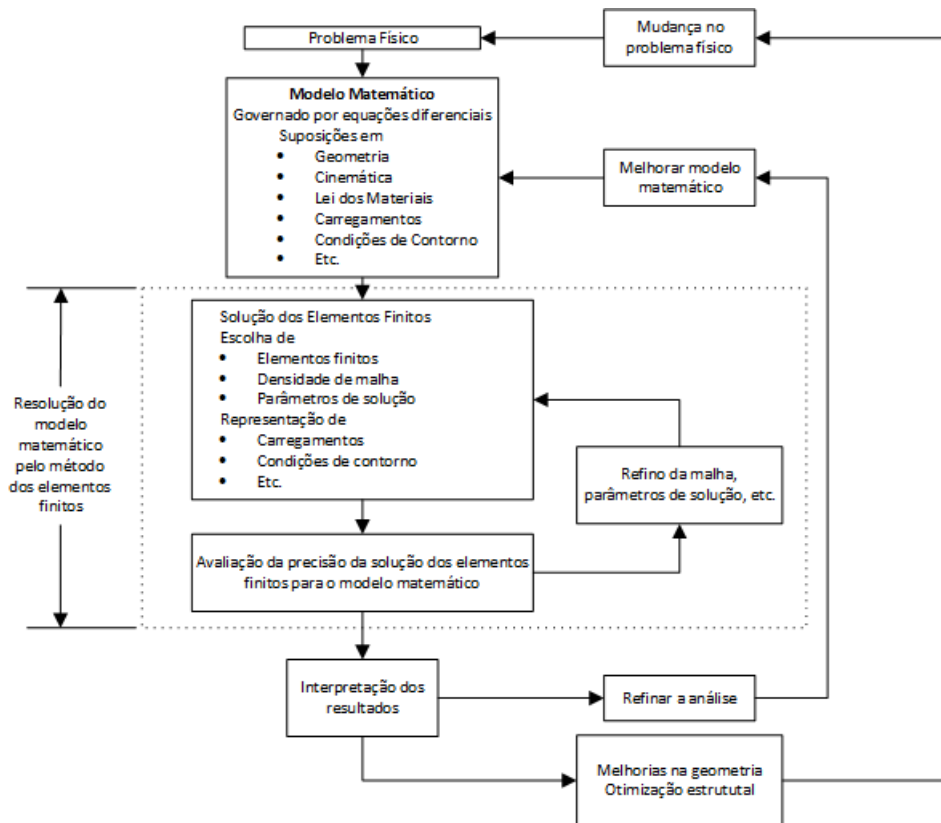 Problema Físico
Mudança no
problema físico
Modelo Matemático
Governado por equações diferenciais
Suposições em
• Geometria
• Cinemática
• Lei dos Materiais
• Carregamentos
• Condições de Contorno
• Etc.
Melhorar modelo
matemático
Solução dos Elementos Finitos
Escolha de
• Elementos finitos
• Densidade de malha
• Parâmetros de solução
Representação de
• Carregamentos
• Condições de contorno
• Etc.
Resolução do
modelo
matemático
pelo método
dos elementos
finitos
Refino da malha,
parâmetros de solução, etc.
Avaliação da precisão da solução dos elementos
finitos para o modelo matemático
Interpretação dos
resultados
Refinar a análise
Melhorias na geometria
Otimização estrututal